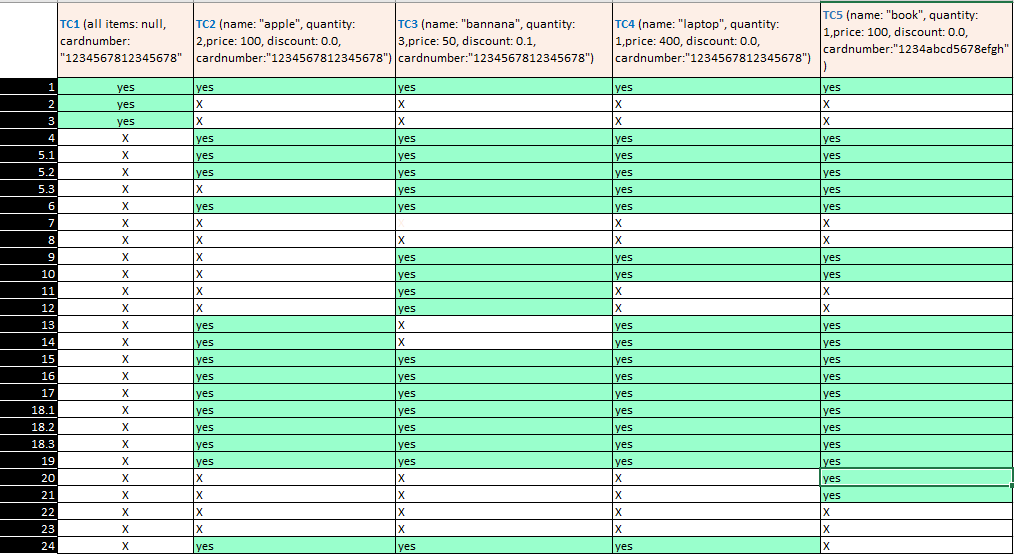 TC1 (all items: null, cardnumber: "1234567812345678"
TC2 (name: "apple", quantity: 2,price: 100, discount: 0.0, cardnumber:"1234567812345678")
TC3 (name: "bannana", quantity: 3,price: 50, discount: 0.1, cardnumber:"1234567812345678")
TC4 (name: "laptop", quantity: 1,price: 400, discount: 0.0, cardnumber:"1234567812345678")
TC5 (name: "book", quantity: 1,price: 100, discount: 0.0, cardnumber:"1234abcd5678efgh")
1 yes yes yes yes yes
2 yes X X X X
3 yes X X X X
4 X yes yes yes yes
5.1 X yes yes yes yes
5.2 X yes yes yes yes
5.3 X X yes yes yes
6 X yes yes yes yes
7 X X X X
8 X X X X X
9 X X yes yes yes
10 X X yes yes yes
11 X X yes X X
12 X X yes X X
13 X yes X yes yes
14 X yes X yes yes
15 X yes yes yes yes
16 X yes yes yes yes
17 X yes yes yes yes
18.1 X yes yes yes yes
18.2 X yes yes yes yes
18.3 X yes yes yes yes
19 X yes yes yes yes
20 X X X X yes
21 X X X X yes
22 X X X X X
23 X X X X X
24 X yes yes yes X